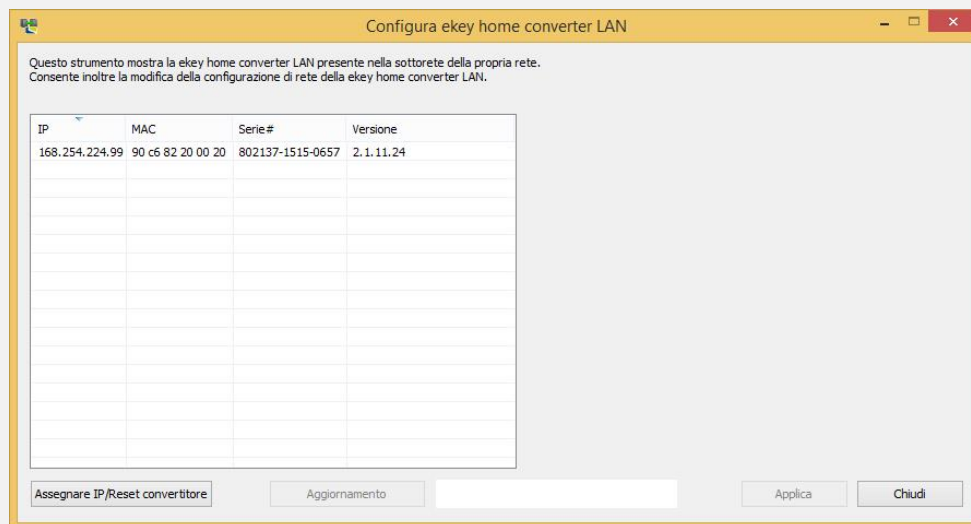 Configura ekey home converter LAN
Questo strumento mostra la ekey home converter LAN presente nella sottorete della propria rete.
Consente inoltre la modifica della configurazione di rete della ekey home converter LAN.
IP MAC Serie# Versione
168.254.224.99 90 c6 82 20 00 20 802137-1515-0657 2.1.11.24
Assegnare IP/Reset convertitore Aggiornamento Applica Chiudi